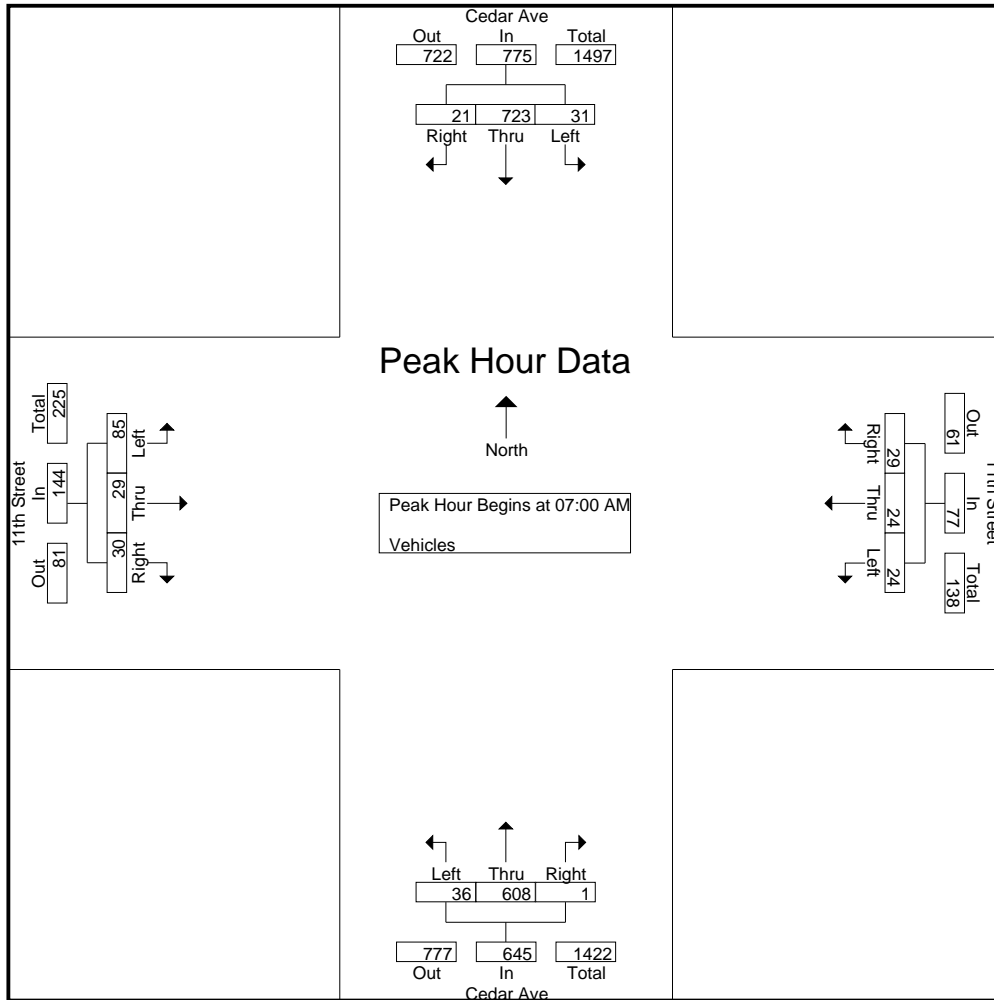 Cedar Ave
Out In Total
722 775 1497
21 723 31
Right Thru Left
Peak Hour Data
North
Peak Hour Begins at 07:00 AM
Vehicles
11th Street
Total In Out
225 144 81
85 29 30
Left Thru Right
Right Thru Left
29 24 24
61 77 138
Out In Total
11th Street
Left Thru Right
36 608 1
777 645 1422
Out In Total
Cedar Ave